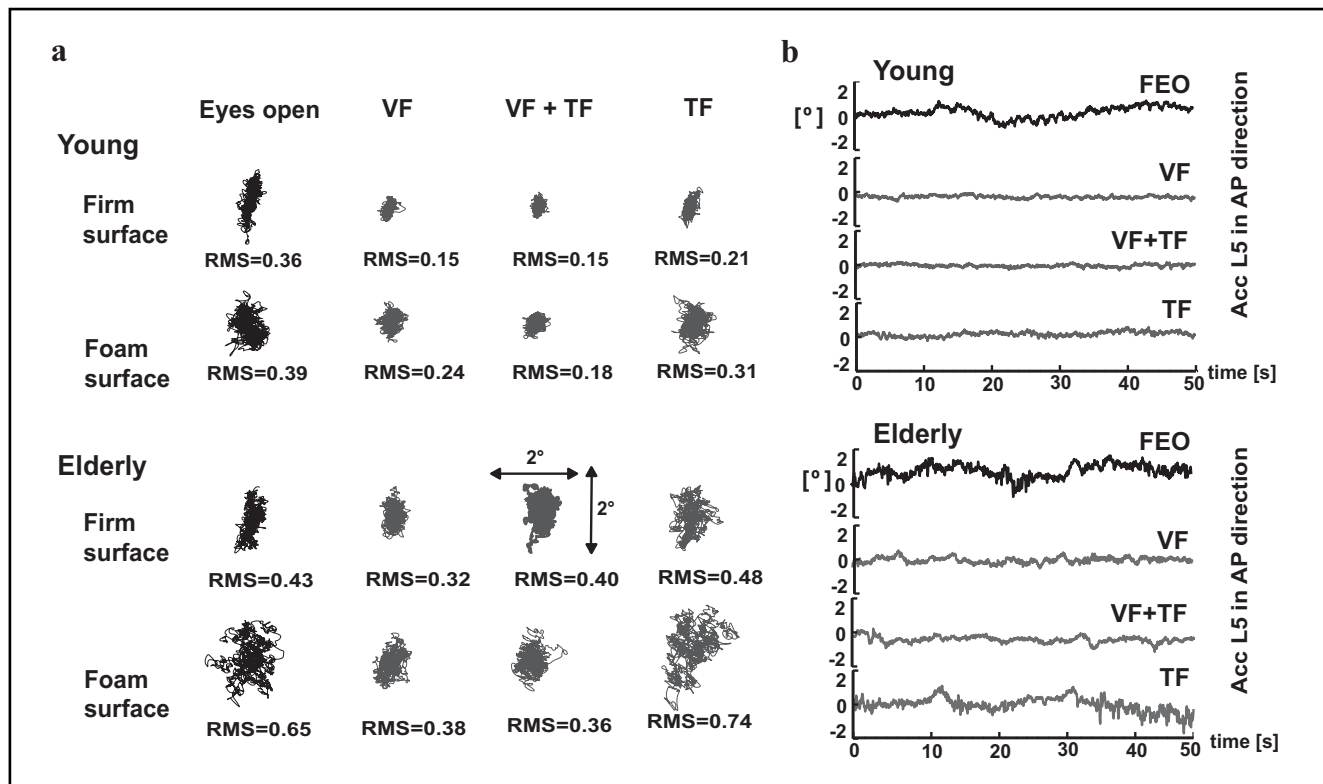 a
Eyes open VF VF + TF TF
Young
Firm
surface
RMS=0.36 RMS=0.15 RMS=0.15 RMS=0.21
Foam
surface
RMS=0.39 RMS=0.24 RMS=0.18 RMS=0.31
Elderly
2°
2°
Firm
surface
RMS=0.43 RMS=0.32 RMS=0.40 RMS=0.48
Foam
surface
RMS=0.65 RMS=0.38 RMS=0.36 RMS=0.74
b
Young
FEO
[°]
2
0
-2
VF
2
0
-2
VF+TF
2
0
-2
TF
2
0
-2
0 10 20 30 40 50
time [s]
Acc L5 in AP direction
Elderly
FEO
[°]
2
0
-2
VF
2
0
-2
VF+TF
2
0
-2
TF
2
0
-2
0 10 20 30 40 50
time [s]
Acc L5 in AP direction